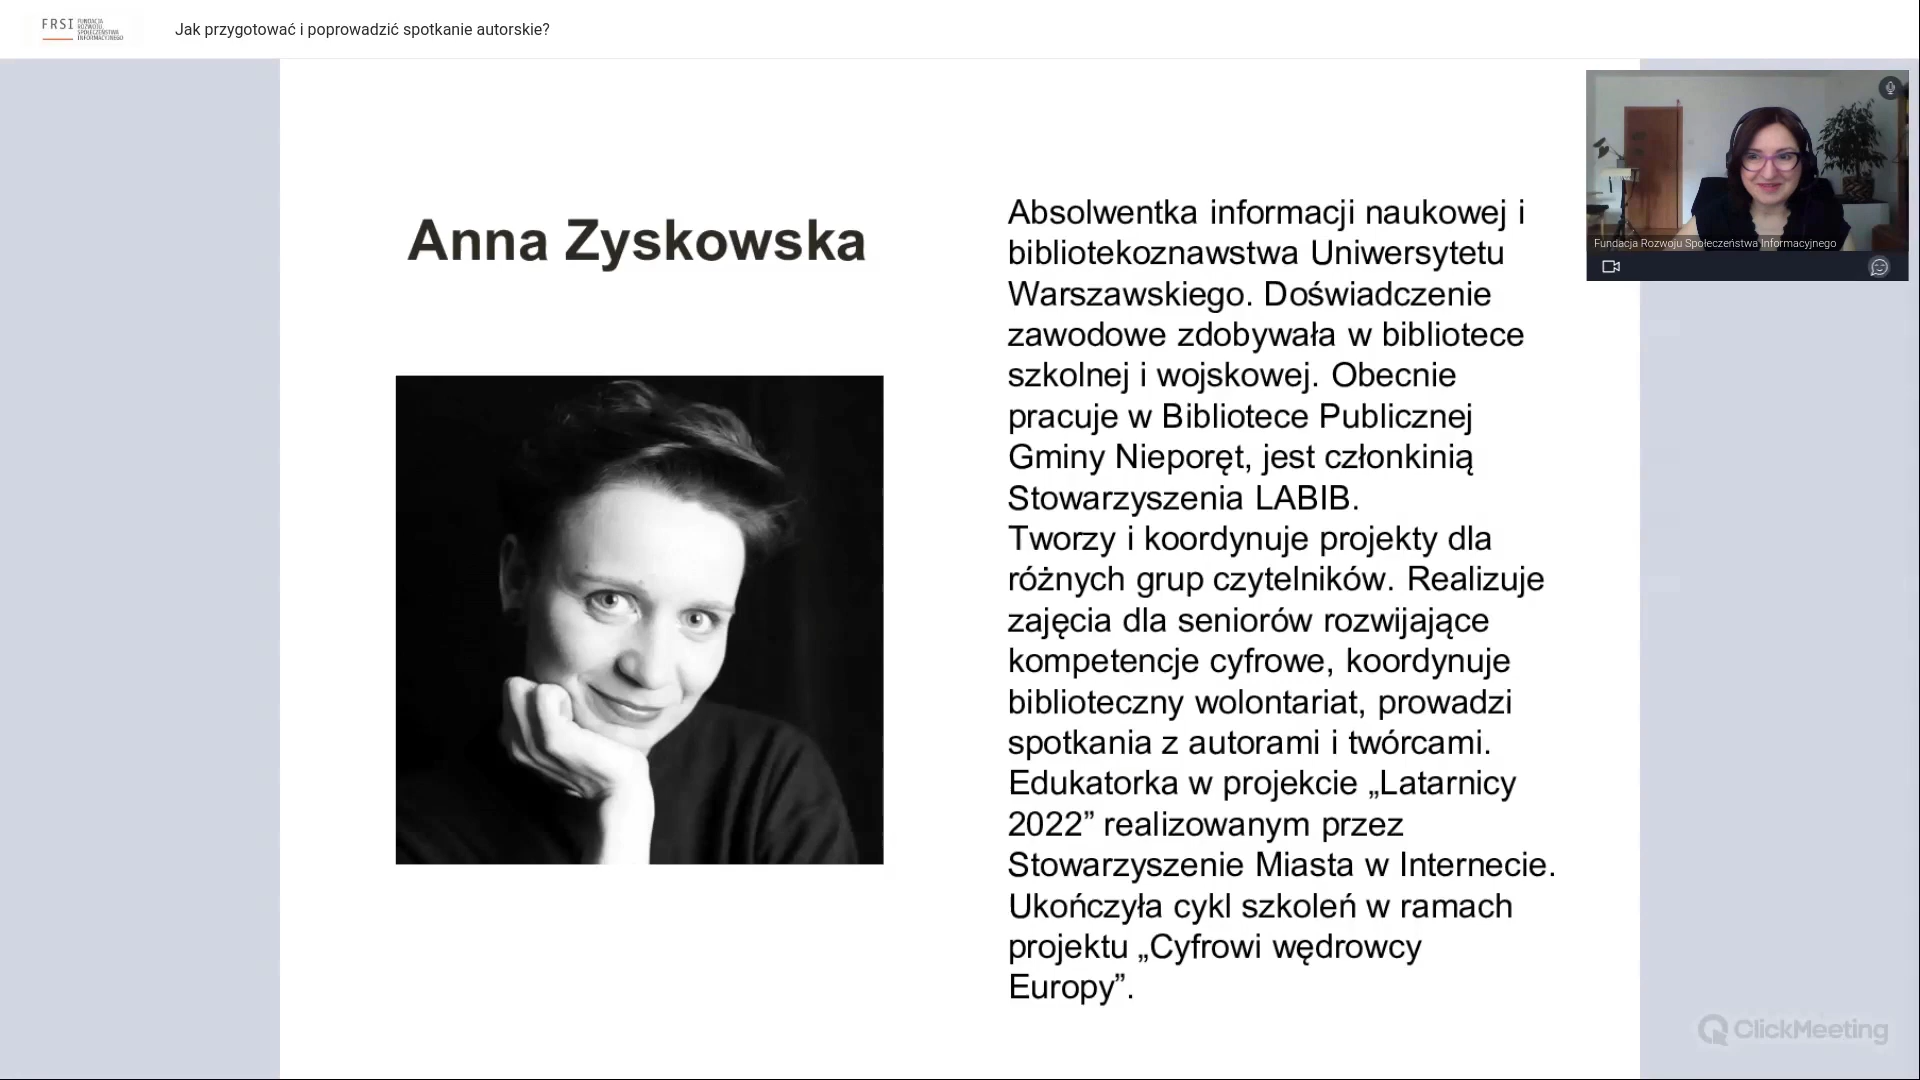 FRSI FUNDACJA
ROZWOJU
SPOŁECZEŃSTWA
INFORMACYJNEGO
Jak przygotować i poprowadzić spotkanie autorskie?
Anna Zyskowska
Absolwentka informacji naukowej i
bibliotekoznawstwa Uniwersytetu
Warszawskiego. Doświadczenie
zawodowe zdobywała w bibliotece
szkolnej i wojskowej. Obecnie
pracuje w Bibliotece Publicznej
Gminy Nieporęt, jest członkinią
Stowarzyszenia LABIB.
Tworzy i koordynuje projekty dla
różnych grup czytelników. Realizuje
zajęcia dla seniorów rozwijające
kompetencje cyfrowe, koordynuje
biblioteczny wolontariat, prowadzi
spotkania z autorami i twórcami.
Edukatorka w projekcie „Latarnicy
2022” realizowanym przez
Stowarzyszenie Miasta w Internecie.
Ukończyła cykl szkoleń w ramach
projektu „Cyfrowi wędrowcy
Europy”.
Fundacja Rozwoju Społeczeństwa Informacyjnego
ClickMeeting